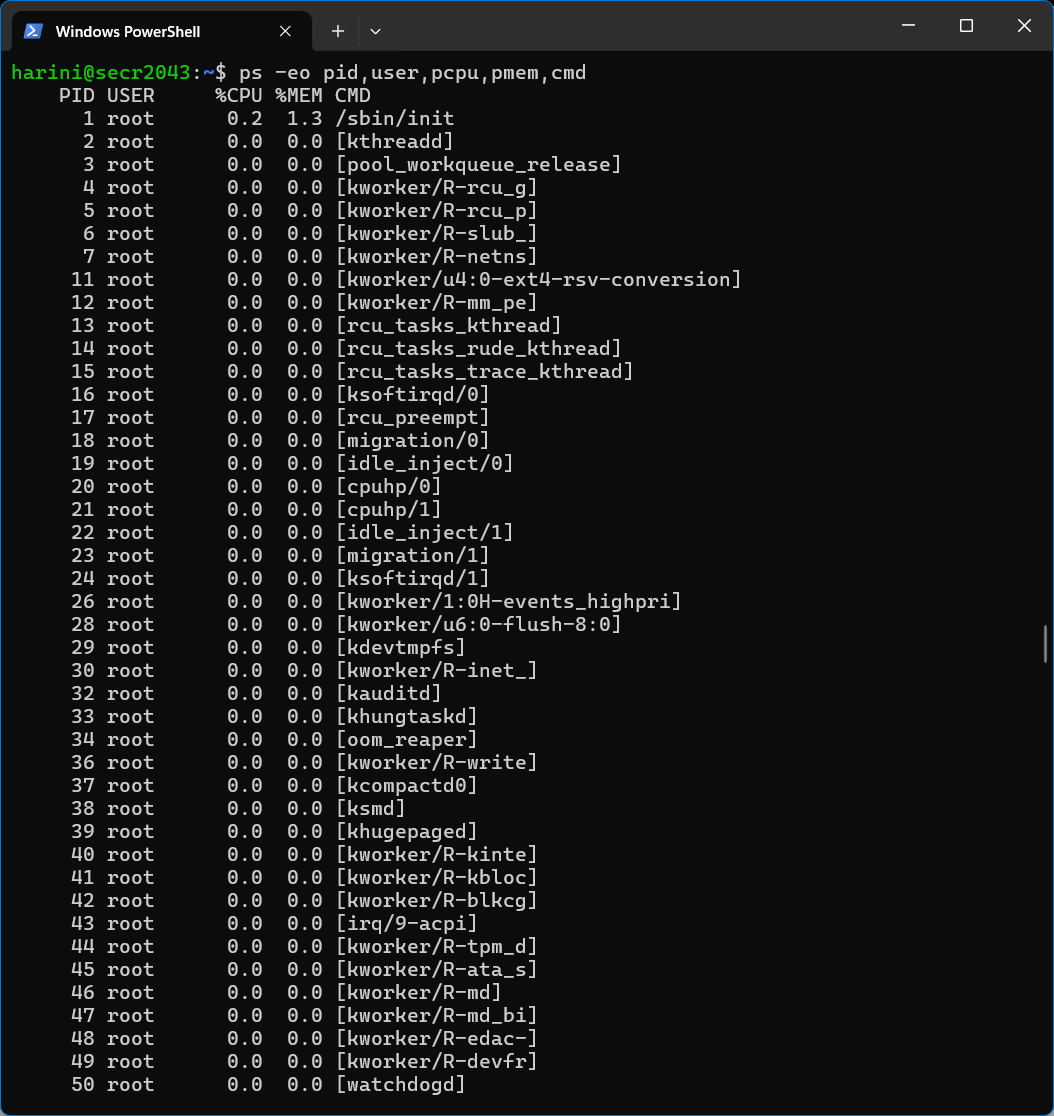 Windows PowerShell
harini@secr2043:~$ ps -eo pid,user,pcpu,pmem,cmd
    PID USER     %CPU %MEM CMD
      1 root      0.2  1.3 /sbin/init
      2 root      0.0  0.0 [kthreadd]
      3 root      0.0  0.0 [pool_workqueue_release]
      4 root      0.0  0.0 [kworker/R-rcu_g]
      5 root      0.0  0.0 [kworker/R-rcu_p]
      6 root      0.0  0.0 [kworker/R-slub_]
      7 root      0.0  0.0 [kworker/R-netns]
     11 root      0.0  0.0 [kworker/u4:0-ext4-rsv-conversion]
     12 root      0.0  0.0 [kworker/R-mm_pe]
     13 root      0.0  0.0 [rcu_tasks_kthread]
     14 root      0.0  0.0 [rcu_tasks_rude_kthread]
     15 root      0.0  0.0 [rcu_tasks_trace_kthread]
     16 root      0.0  0.0 [ksoftirqd/0]
     17 root      0.0  0.0 [rcu_preempt]
     18 root      0.0  0.0 [migration/0]
     19 root      0.0  0.0 [idle_inject/0]
     20 root      0.0  0.0 [cpuhp/0]
     21 root      0.0  0.0 [cpuhp/1]
     22 root      0.0  0.0 [idle_inject/1]
     23 root      0.0  0.0 [migration/1]
     24 root      0.0  0.0 [ksoftirqd/1]
     26 root      0.0  0.0 [kworker/1:0H-events_highpri]
     28 root      0.0  0.0 [kworker/u6:0-flush-8:0]
     29 root      0.0  0.0 [kdevtmpfs]
     30 root      0.0  0.0 [kworker/R-inet_]
     32 root      0.0  0.0 [kauditd]
     33 root      0.0  0.0 [khungtaskd]
     34 root      0.0  0.0 [oom_reaper]
     36 root      0.0  0.0 [kworker/R-write]
     37 root      0.0  0.0 [kcompactd0]
     38 root      0.0  0.0 [ksmd]
     39 root      0.0  0.0 [khugepaged]
     40 root      0.0  0.0 [kworker/R-kinte]
     41 root      0.0  0.0 [kworker/R-kbloc]
     42 root      0.0  0.0 [kworker/R-blkcg]
     43 root      0.0  0.0 [irq/9-acpi]
     44 root      0.0  0.0 [kworker/R-tpm_d]
     45 root      0.0  0.0 [kworker/R-ata_s]
     46 root      0.0  0.0 [kworker/R-md]
     47 root      0.0  0.0 [kworker/R-md_bi]
     48 root      0.0  0.0 [kworker/R-edac-]
     49 root      0.0  0.0 [kworker/R-devfr]
     50 root      0.0  0.0 [watchdogd]